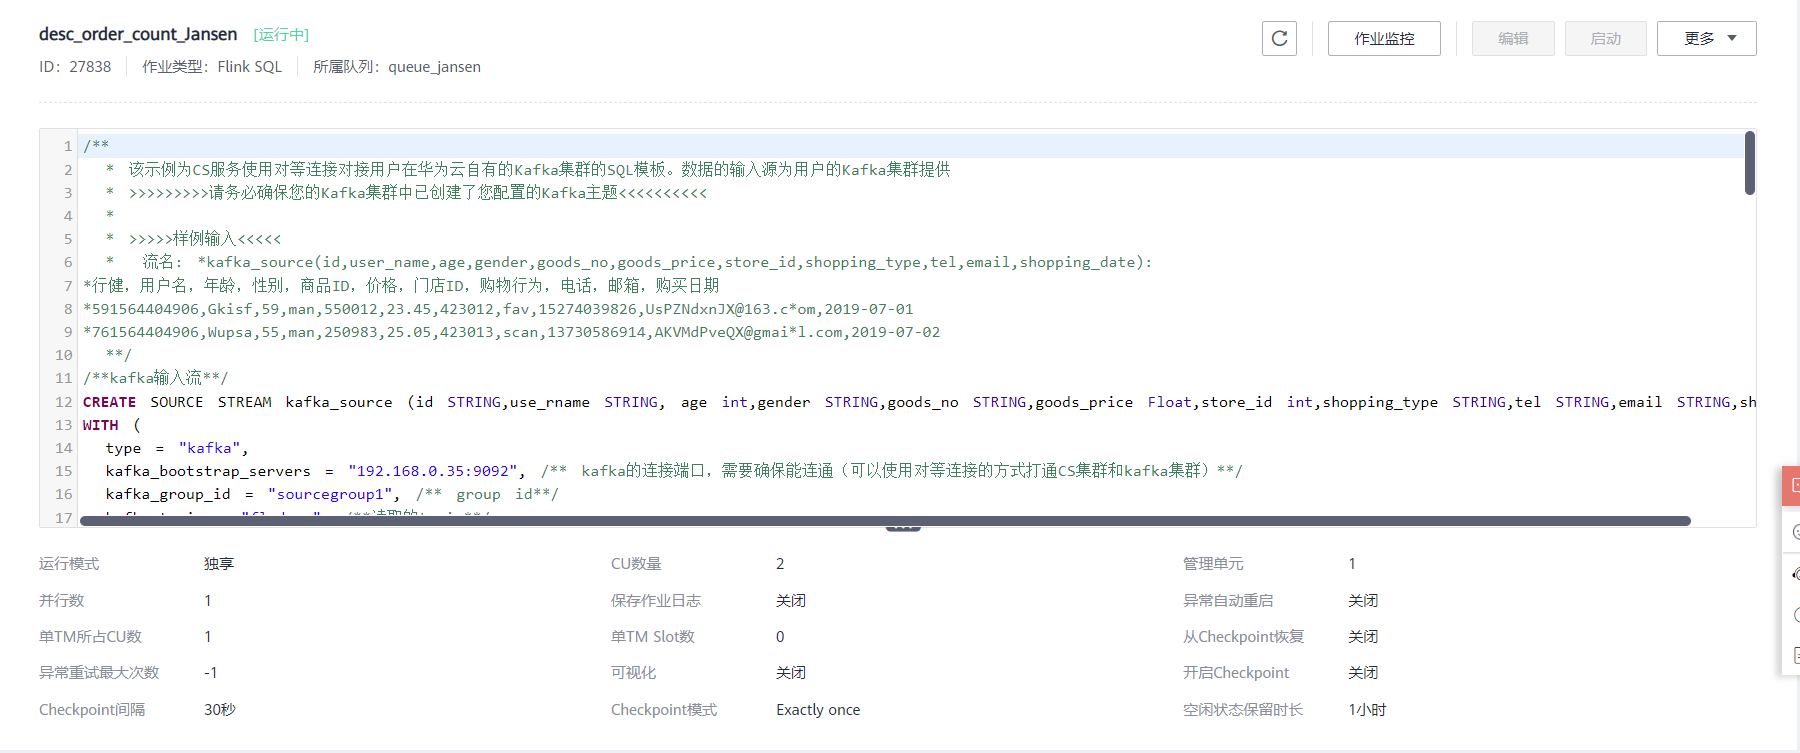 desc_order_count_Jansen [运行中]
作业监控 编辑 启动 更多
ID: 27838 作业类型: Flink SQL 所属队列: queue_jansen
1 /**
2 * 该示例为CS服务使用对等连接对接用户在华为云自有的Kafka集群的SQL模板。数据的输入源为用户的Kafka集群提供
3 * >>>>>>>>>请务必确保您的Kafka集群中已创建了您配置的Kafka主题<<<<<<<<<<
4 *
5 * >>>>>样例输入<<<<<
6 * 流名: *kafka_source(id,user_name,age,gender,goods_no,goods_price,store_id,shopping_type,tel,email,shopping_date):
7 *行健，用户名，年龄，性别，商品ID，价格，门店ID，购物行为，电话，邮箱，购买日期
8 *591564404906,Gkisf,59,man,550012,23.45,423012,fav,15274039826,UsPZNdxnJX@163.c*om,2019-07-01
9 *761564404906,Wupsa,55,man,250983,25.05,423013,scan,13730586914,AKVMdPveQX@gmai*l.com,2019-07-02
10 **/
11 /**kafka输入流**/
12 CREATE SOURCE STREAM kafka_source (id STRING,use_rname STRING, age int,gender STRING,goods_no STRING,goods_price Float,store_id int,shopping_type STRING,tel STRING,email STRING,sh
13 WITH (
14 type = "kafka",
15 kafka_bootstrap_servers = "192.168.0.35:9092", /** kafka的连接端口，需要确保能连通（可以使用对等连接的方式打通CS集群和kafka集群）**/
16 kafka_group_id = "sourcegroup1", /** group id**/
17
运行模式 独享 CU数量 2 管理单元 1
并行数 1 保存作业日志 关闭 异常自动重启 关闭
单TM所占CU数 1 单TM Slot数 0 从Checkpoint恢复 关闭
异常重试最大次数 -1 可视化 关闭 开启Checkpoint 关闭
Checkpoint间隔 30秒 Checkpoint模式 Exactly once 空闲状态保留时长 1小时